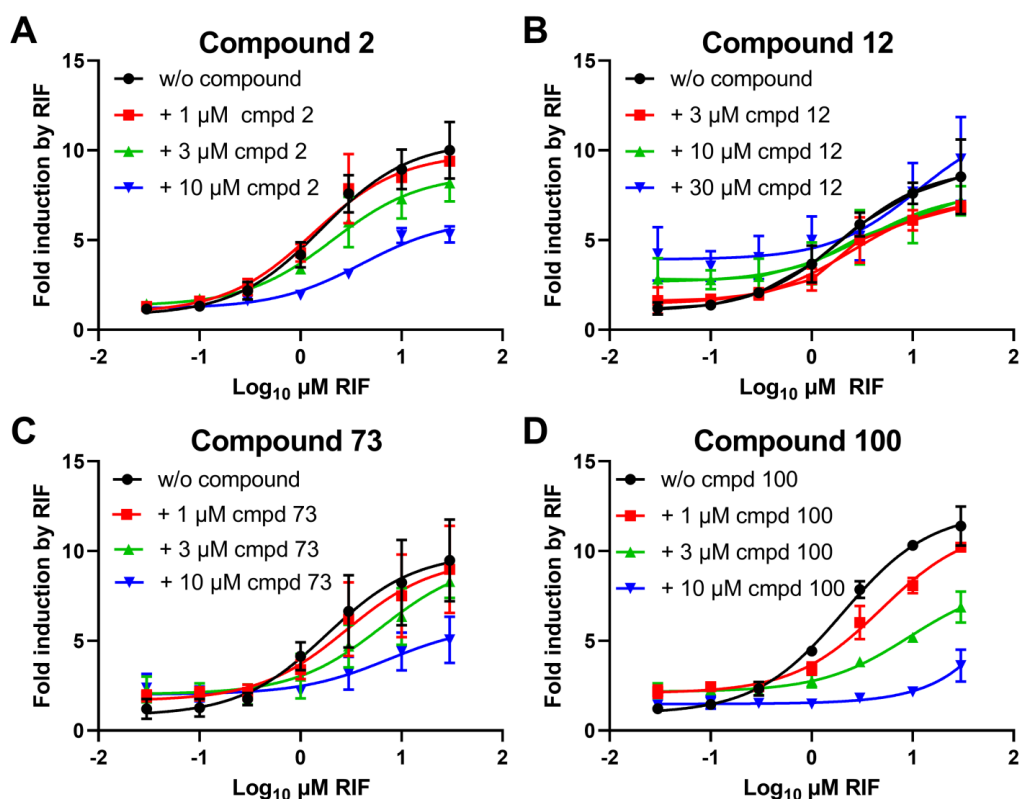 A
Compound 2
Fold induction by RIF
15
10
5
0
w/o compound
+ 1 µM cmpd 2
+ 3 µM cmpd 2
+ 10 µM cmpd 2
-2
-1
0
1
2
Log10 µM RIF
B
Compound 12
Fold induction by RIF
15
10
5
0
w/o compound
+ 3 µM cmpd 12
+ 10 µM cmpd 12
+ 30 µM cmpd 12
-2
-1
0
1
2
Log10 µM RIF
C
Compound 73
Fold induction by RIF
15
10
5
0
w/o compound
+ 1 µM cmpd 73
+ 3 µM cmpd 73
+ 10 µM cmpd 73
-2
-1
0
1
2
Log10 µM RIF
D
Compound 100
Fold induction by RIF
15
10
5
0
w/o cmpd 100
+ 1 µM cmpd 100
+ 3 µM cmpd 100
+ 10 µM cmpd 100
-2
-1
0
1
2
Log10 µM RIF